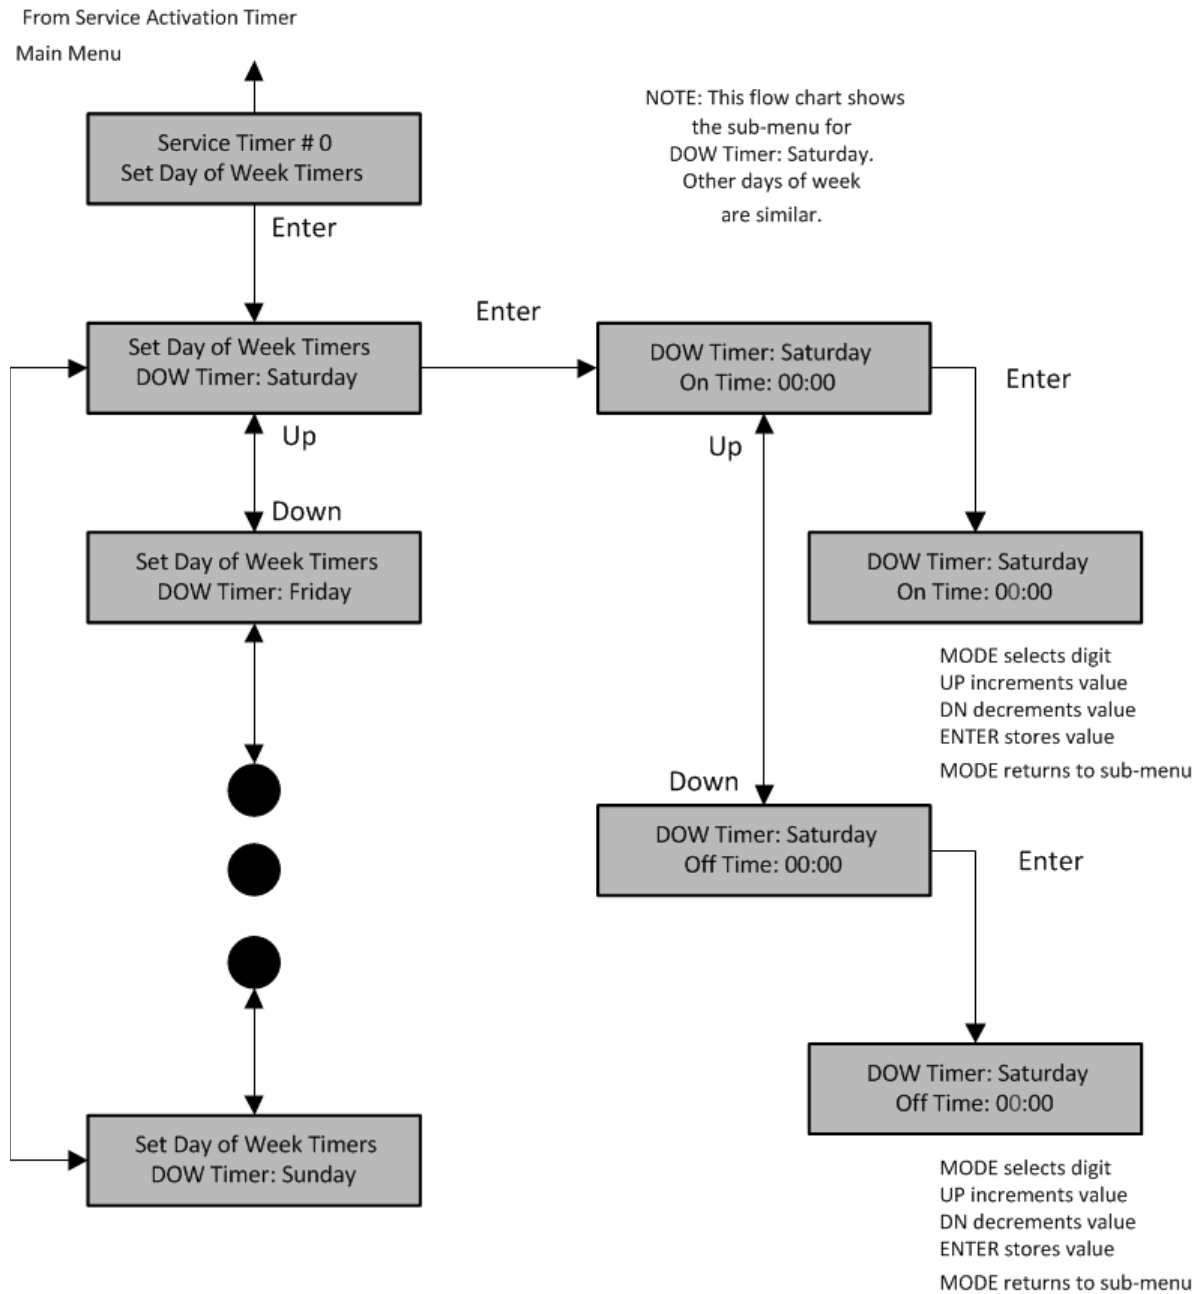 From Service Activation Timer
Main Menu
NOTE: This flow chart shows
the sub-menu for
DOW Timer: Saturday.
Other days of week
are similar.
Service Timer # 0
Set Day of Week Timers
Enter
Set Day of Week Timers
DOW Timer: Saturday
Enter
DOW Timer: Saturday
On Time: 00:00
Enter
Up
Down
Up
Set Day of Week Timers
DOW Timer: Friday
DOW Timer: Saturday
On Time: 00:00
MODE selects digit
UP increments value
DN decrements value
ENTER stores value
MODE returns to sub-menu
Down
DOW Timer: Saturday
Off Time: 00:00
Enter
DOW Timer: Saturday
Off Time: 00:00
MODE selects digit
UP increments value
DN decrements value
ENTER stores value
MODE returns to sub-menu
Set Day of Week Timers
DOW Timer: Sunday